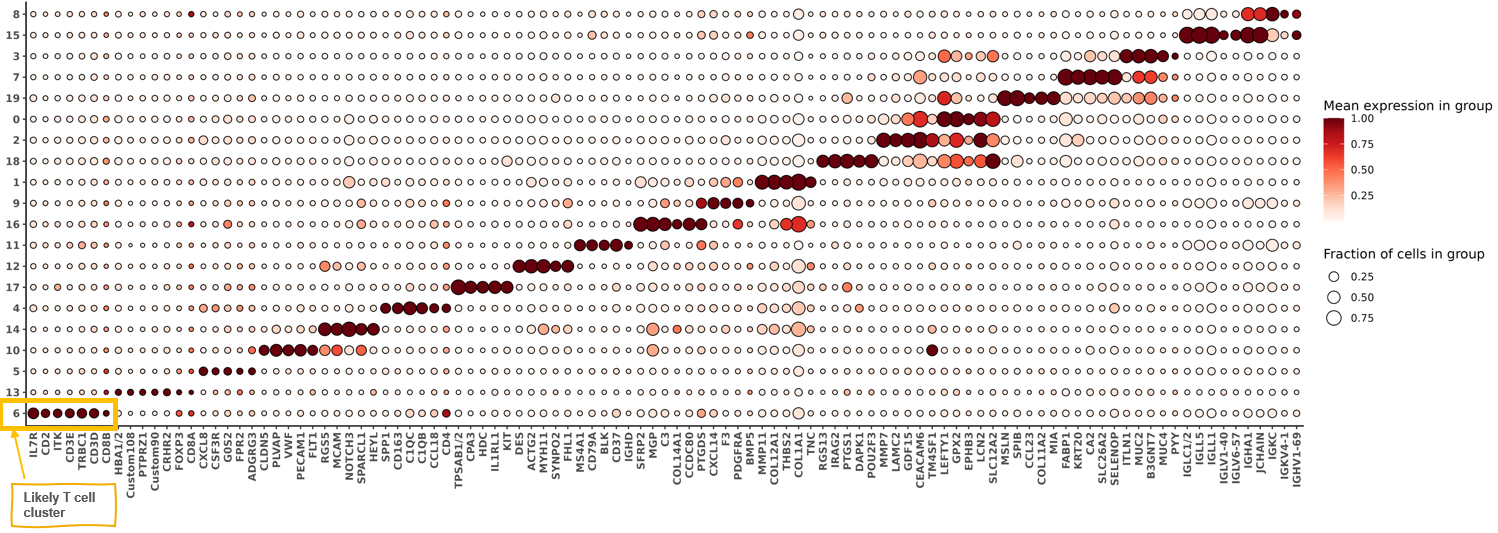 8
15
3
7
19
0
2
18
1
9
16
11
12
17
4
14
10
5
13
6
IL7R
CD2
ITK
CD3E
TRBC1
CD3D
CD8B
HBA1/2
Custom108
PTPRZ1
Custom90
CRHR2
FOXP3
CD8A
CXCL8
CSF3R
G0S2
FPR2
ADGRG3
CLDN5
PLVAP
VWF
PECAM1
FLT1
RGS5
MCAM
NOTCH3
SPARCL1
HEYL
SPP1
CD163
C1QC
C1QB
CCL18
CD4
TPSAB1/2
CPA3
HDC
IL1RL1
KIT
DES
ACTG2
MYH11
SYNPO2
FHL1
MS4A1
CD79A
BLK
CD37
IGHD
SFRP2
MGP
C3
COL14A1
CCDC80
PTGDS
CXCL14
F3
PDGFRA
BMP5
MMP11
COL12A1
THBS2
COL1A1
TNC
RGS13
IRAG2
PTGS1
DAPK1
POU2F3
MMP7
LAMC2
GDF15
CEACAM6
TM4SF1
LEFTY1
GPX2
EPHB3
LCN2
SLC12A2
MSLN
SPIB
CCL23
COL11A2
MIA
FABP1
KRT20
CA2
SLC26A2
SELENOP
ITLN1
MUC2
B3GNT7
MUC4
PYY
IGLC1/2
IGLL5
IGLL1
IGLV1-40
IGLV6-57
IGHA1
JCHAIN
IGKC
IGKV4-1
IGHV1-69
Likely T cell
cluster
Mean expression in group
1.00
0.75
0.50
0.25
Fraction of cells in group
0.25
0.50
0.75